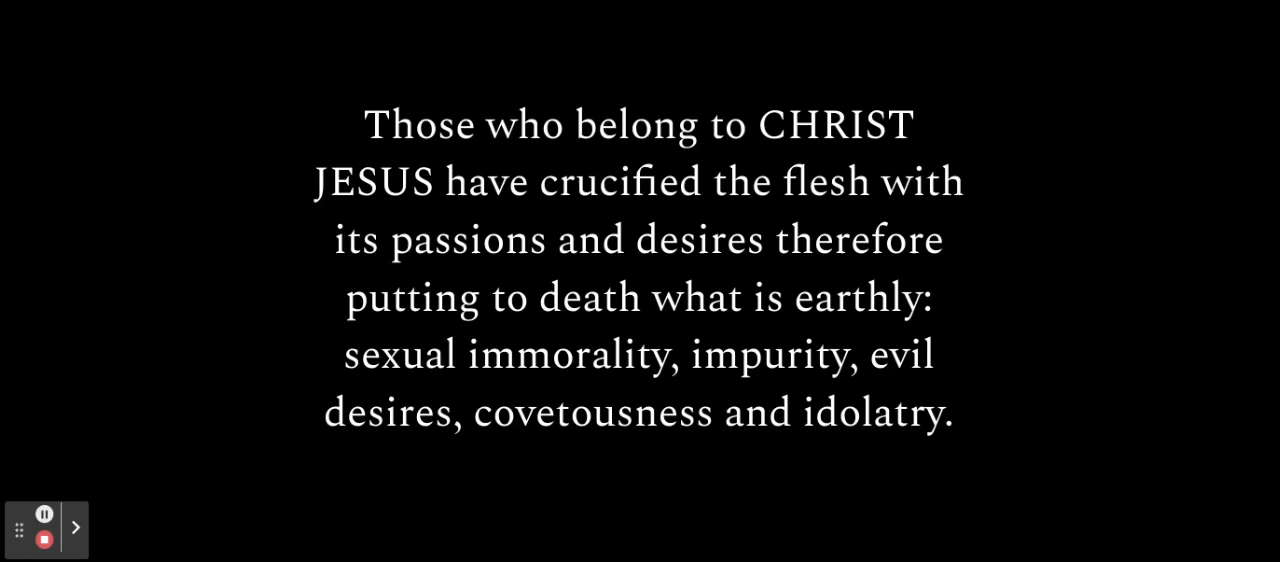 Those who belong to CHRIST
JESUS have crucified the flesh with
its passions and desires therefore
putting to death what is earthly:
sexual immorality, impurity, evil
desires, covetousness and idolatry.